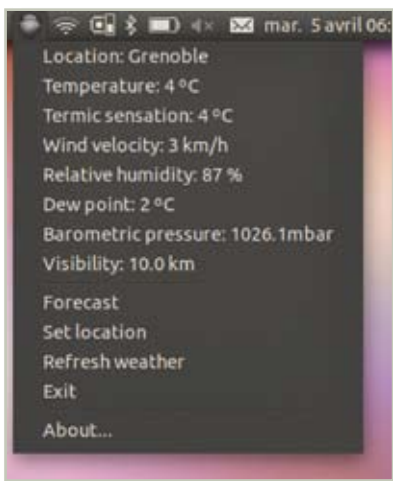 mar. 5 avril 06:
Location: Grenoble
Temperature: 4 ºC
Termic sensation: 4 ºC
Wind velocity: 3 km/h
Relative humidity: 87 %
Dew point: 2 ºC
Barometric pressure: 1026.1mbar
Visibility: 10.0 km
Forecast
Set location
Refresh weather
Exit
About...